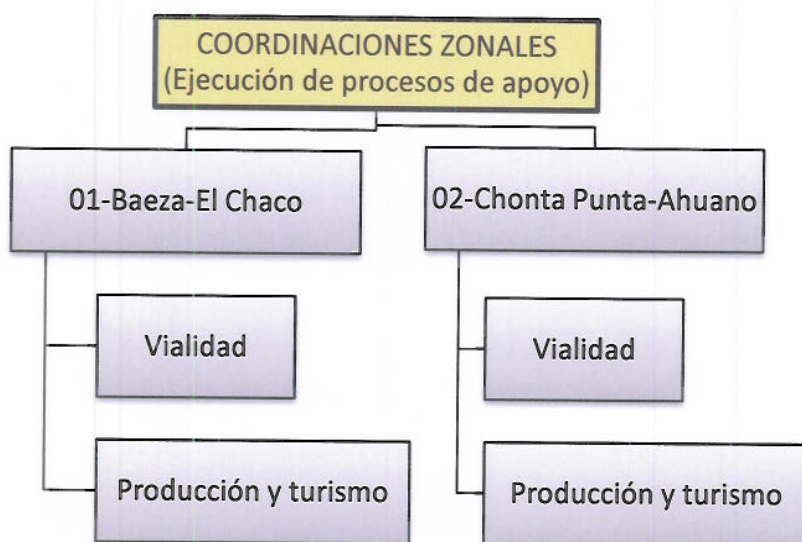 COORDINACIONES ZONALES
(Ejecución de procesos de apoyo)
01-Baeza-El Chaco
02-Chonta Punta-Ahuano
Vialidad
Vialidad
Producción y turismo
Producción y turismo